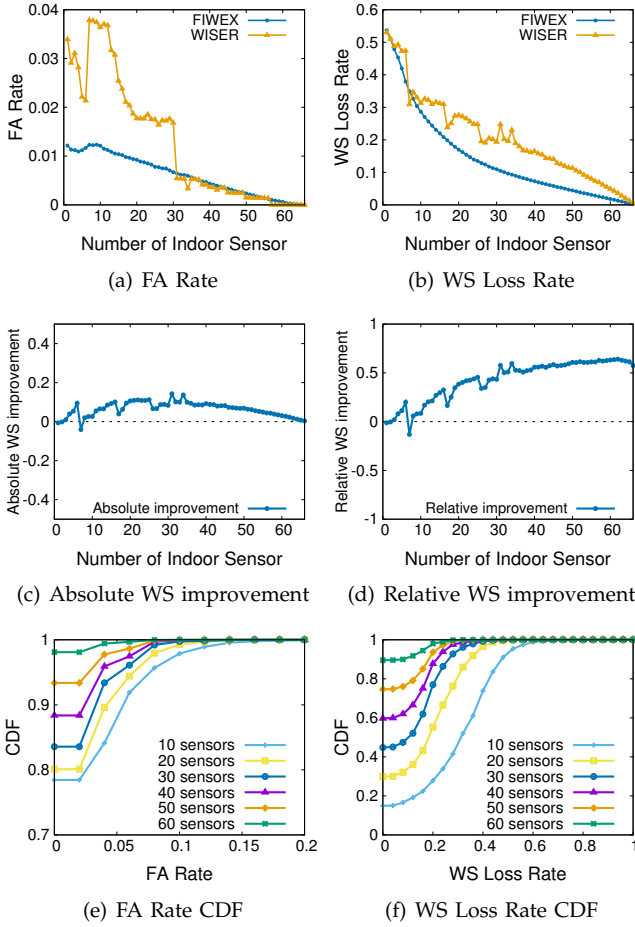 FIWEX
WISER
0.04
0.03
0.02
0.01
0
FA Rate
0 10 20 30 40 50 60
Number of Indoor Sensor
(a) FA Rate
FIWEX
WISER
0.6
0.5
0.4
0.3
0.2
0.1
0
WS Loss Rate
0 10 20 30 40 50 60
Number of Indoor Sensor
(b) WS Loss Rate
0.4
0.2
0
-0.2
-0.4
Absolute WS improvement
Absolute improvement
0 10 20 30 40 50 60
Number of Indoor Sensor
(c) Absolute WS improvement
1
0.5
0
-0.5
-1
Relative WS improvement
Relative improvement
0 10 20 30 40 50 60
Number of Indoor Sensor
(d) Relative WS improvement
1
0.9
0.8
0.7
CDF
10 sensors
20 sensors
30 sensors
40 sensors
50 sensors
60 sensors
0 0.05 0.1 0.15 0.2
FA Rate
(e) FA Rate CDF
1
0.8
0.6
0.4
0.2
0
CDF
10 sensors
20 sensors
30 sensors
40 sensors
50 sensors
60 sensors
0 0.2 0.4 0.6 0.8 1
WS Loss Rate
(f) WS Loss Rate CDF